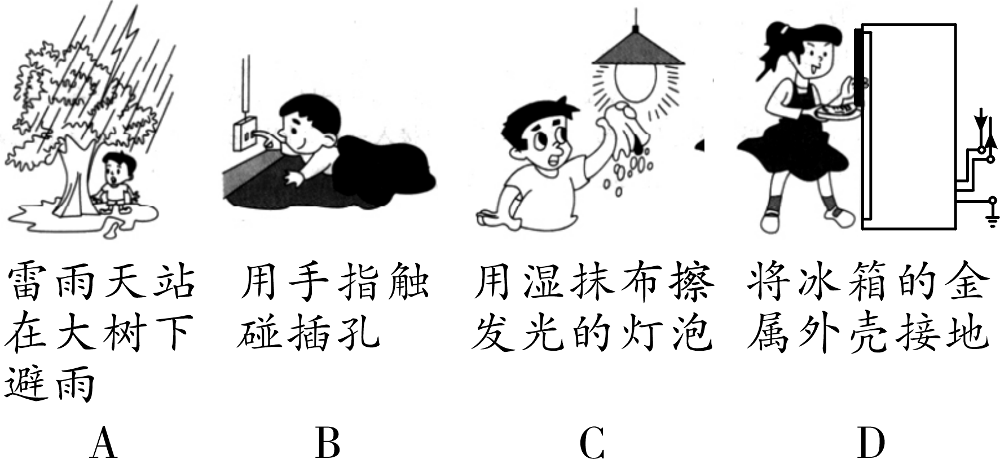 雷雨天站
在大树下
避雨
用手指触
碰插孔
用湿抹布擦
发光的灯泡
将冰箱的金
属外壳接地
A
B
C
D